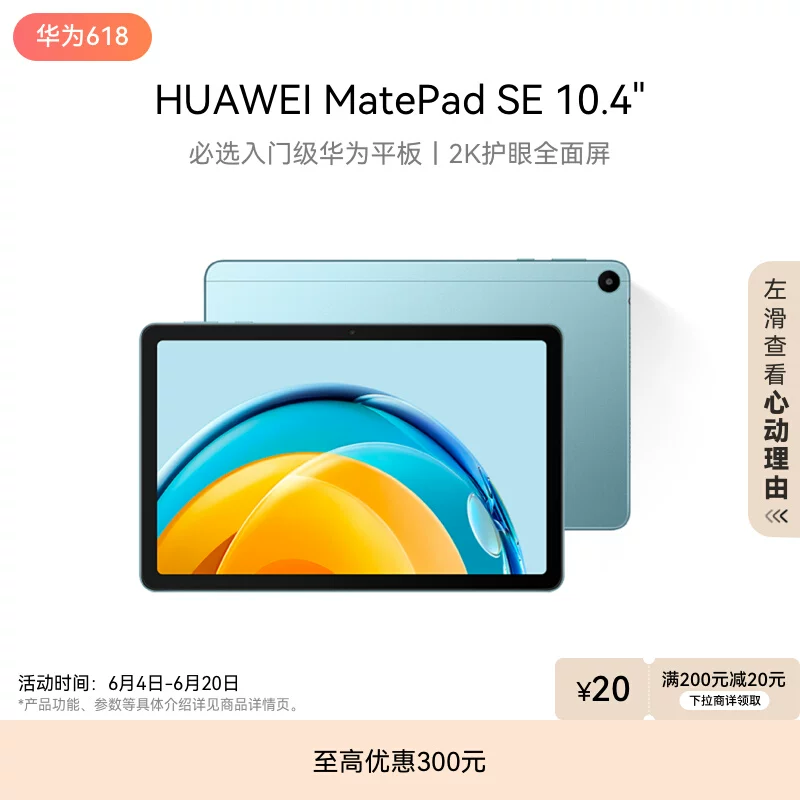 华为618
HUAWEI MatePad SE 10.4"
必选入门级华为平板丨2K护眼全面屏
左滑查看心动理由
活动时间：6月4日-6月20日
*产品功能、参数等具体介绍详见商品详情页。
¥20
满200元减20元
下拉商详领取
至高优惠300元